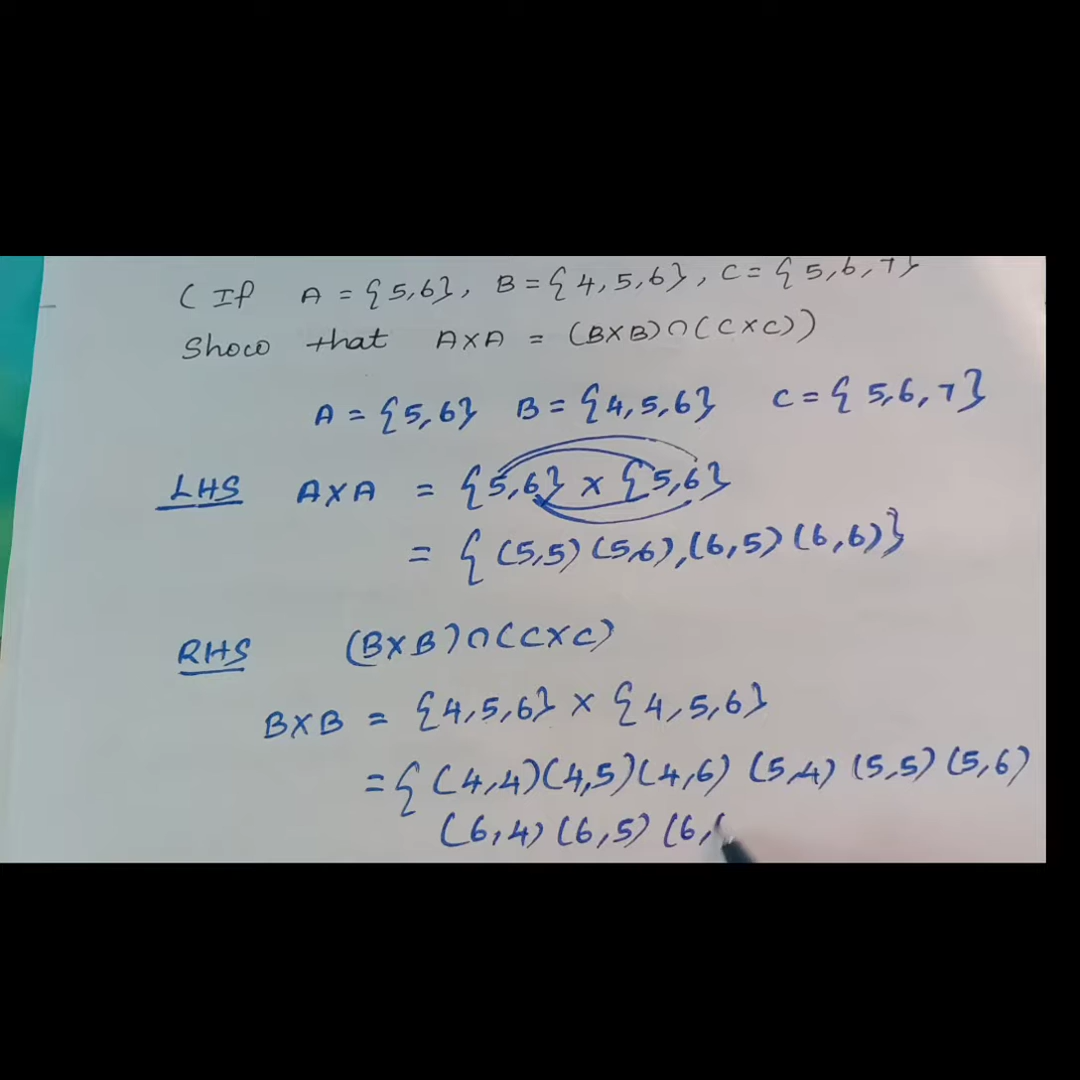 ( If A = {5,6}, B = {4,5,6}, C = {5,6,7}
Show that A×A = (B×B)∩(C×C))
A = {5,6} B = {4,5,6} C = {5,6,7}
LHS A×A = {5,6} × {5,6}
= { (5,5) (5,6), (6,5) (6,6)}
RHS (B×B)∩(C×C)
B×B = {4,5,6} × {4,5,6}
= { (4,4)(4,5)(4,6) (5,4) (5,5) (5,6)
(6,4) (6,5) (6,